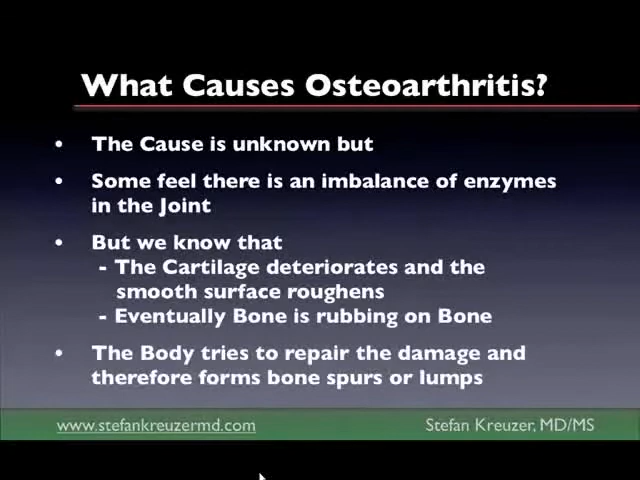 What Causes Osteoarthritis?
• The Cause is unknown but
• Some feel there is an imbalance of enzymes
in the Joint
• But we know that
- The Cartilage deteriorates and the
smooth surface roughens
- Eventually Bone is rubbing on Bone
• The Body tries to repair the damage and
therefore forms bone spurs or lumps
www.stefankreuzermd.com
Stefan Kreuzer, MD/MS